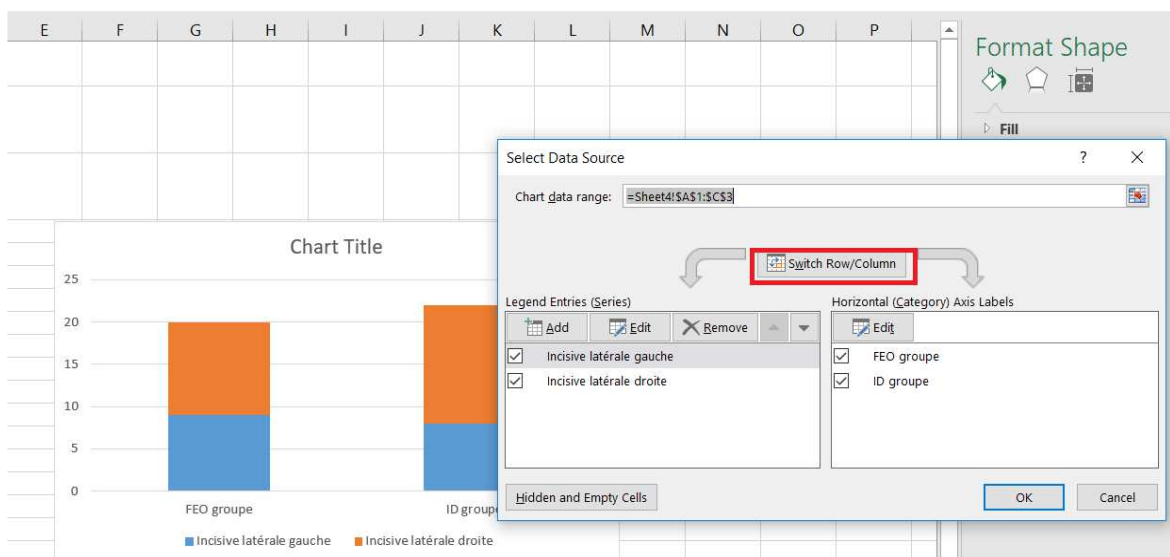 E F G H I J K L M N O P
Format Shape
Fill
Select Data Source ?
Chart data range: =Sheet4!$A$1:$C$3
Switch Row/Column
Legend Entries (Series)
Horizontal (Category) Axis Labels
Add Edit Remove
Edit
Incisive latérale gauche
FEO groupe
Incisive latérale droite
ID groupe
Hidden and Empty Cells
OK Cancel
Chart Title
25
20
15
10
5
0
FEO groupe ID groupe
Incisive latérale gauche Incisive latérale droite